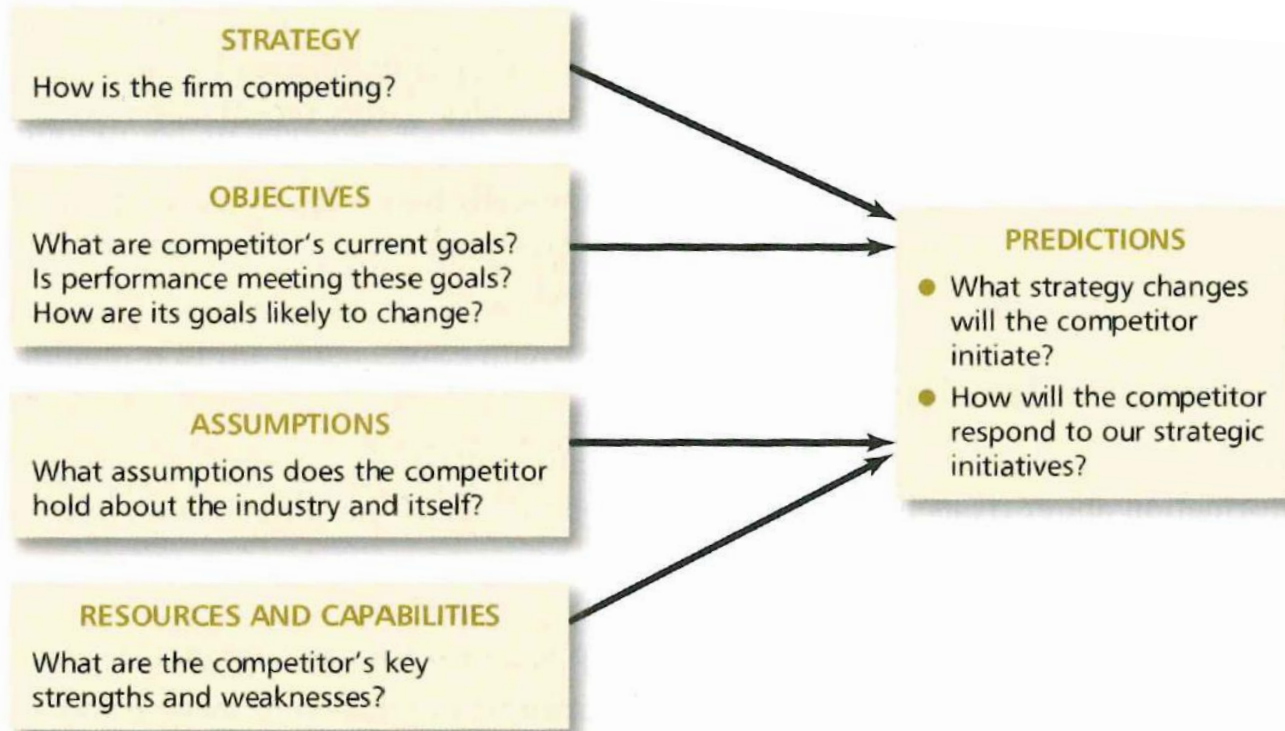 STRATEGY
How is the firm competing?
OBJECTIVES
What are competitor's current goals?
Is performance meeting these goals?
How are its goals likely to change?
ASSUMPTIONS
What assumptions does the competitor
hold about the industry and itself?
RESOURCES AND CAPABILITIES
What are the competitor's key
strengths and weaknesses?
PREDICTIONS
● What strategy changes
will the competitor
initiate?
● How will the competitor
respond to our strategic
initiatives?